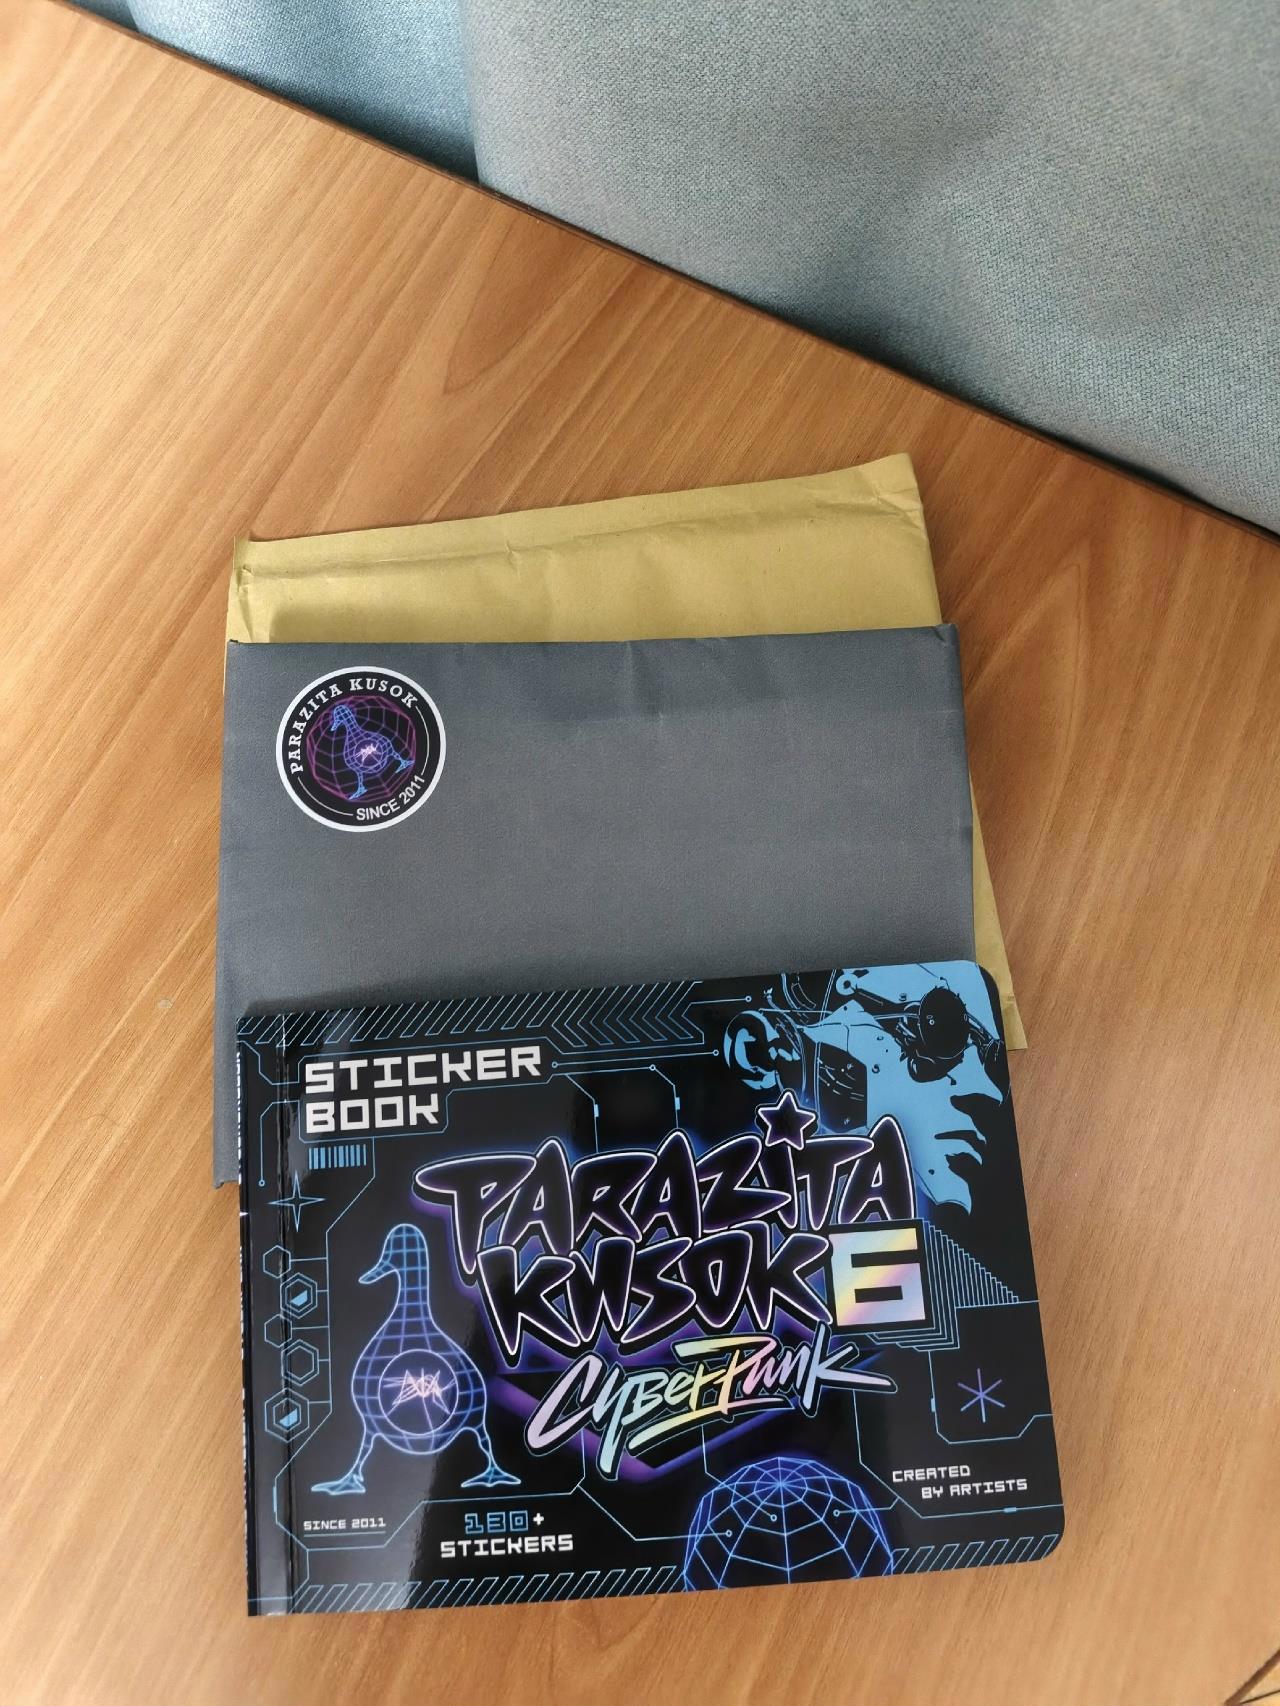 PARAZITA KUSOK
SINCE 2011
STICKER
BOOK
PARAZITA
KUSOK 6
CyberPunk
CREATED
BY ARTISTS
SINCE 2011
130+
STICKERS